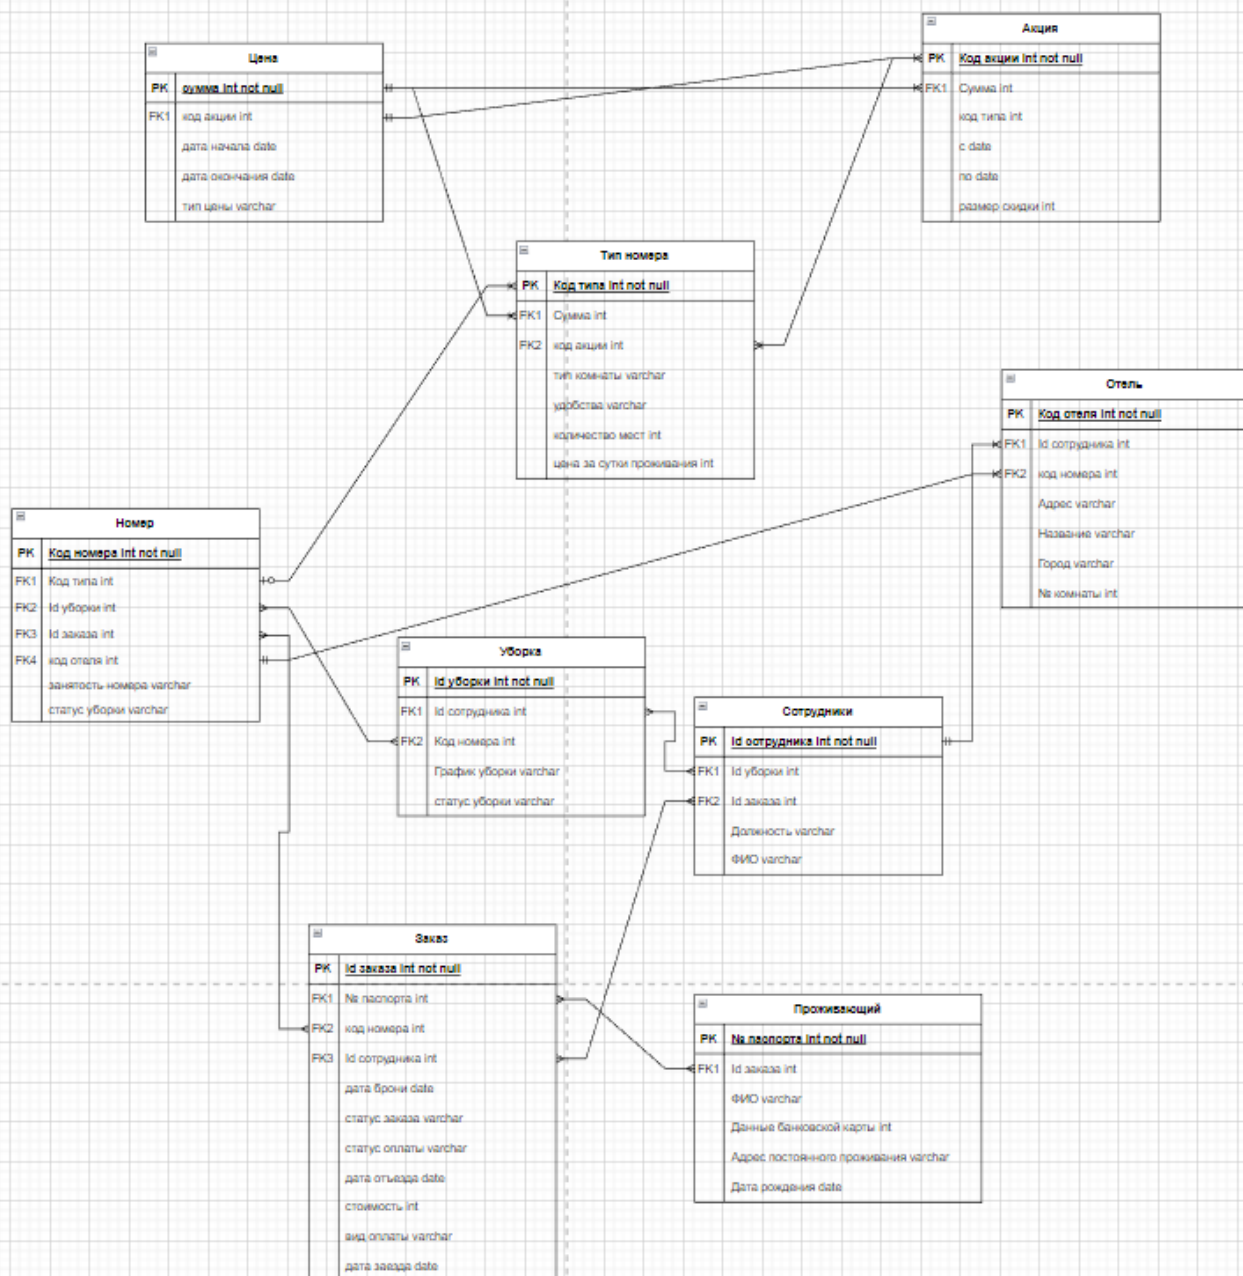 Цена
PK сумма int not null
FK1 код акции int
дата начала date
дата окончания date
тип цены varchar
Акция
PK Код акции int not null
FK1 Сумма int
код типа int
с date
по date
размер скидки int
Тип номера
PK Код типа int not null
FK1 Сумма int
FK2 код акции int
тип комнаты varchar
удобства varchar
количество мест int
цена за сутки проживания int
Отель
PK Код отеля int not null
FK1 Id сотрудника int
FK2 код номера int
Адрес varchar
Название varchar
Город varchar
№ комнаты int
Номер
PK Код номера int not null
FK1 Код типа int
FK2 Id уборки int
FK3 Id заказа int
FK4 код отеля int
занятость номера varchar
статус уборки varchar
Уборка
PK Id уборки int not null
FK1 Id сотрудника int
FK2 Код номера int
График уборки varchar
статус уборки varchar
Сотрудники
PK Id сотрудника int not null
FK1 Id уборки int
FK2 Id заказа int
Должность varchar
ФИО varchar
Заказ
PK Id заказа int not null
FK1 № паспорта int
FK2 код номера int
FK3 Id сотрудника int
дата брони date
статус заказа varchar
статус оплаты varchar
дата отъезда date
стоимость int
вид оплаты varchar
дата заезда date
Проживающий
PK № паспорта int not null
FK1 Id заказа int
ФИО varchar
Данные банковской карты int
Адрес постоянного проживания varchar
Дата рождения date